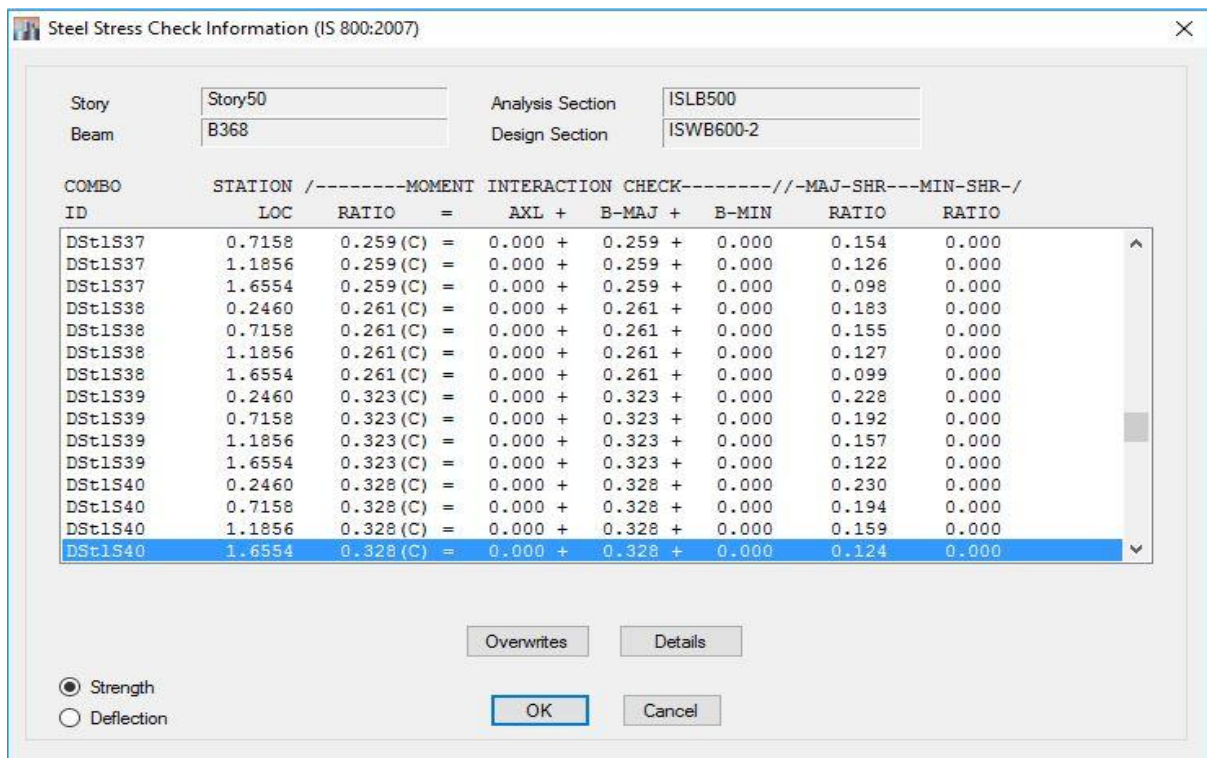 Steel Stress Check Information (IS 800:2007)
Story Story50 Analysis Section ISLB500
Beam B368 Design Section ISWB600-2
COMBO STATION /--------MOMENT INTERACTION CHECK--------//-MAJ-SHR---MIN-SHR-/
ID LOC RATIO = AXL + B-MAJ + B-MIN RATIO RATIO
DStlS37 0.7158 0.259(C) = 0.000 + 0.259 + 0.000 0.154 0.000
DStlS37 1.1856 0.259(C) = 0.000 + 0.259 + 0.000 0.126 0.000
DStlS37 1.6554 0.259(C) = 0.000 + 0.259 + 0.000 0.098 0.000
DStlS38 0.2460 0.261(C) = 0.000 + 0.261 + 0.000 0.183 0.000
DStlS38 0.7158 0.261(C) = 0.000 + 0.261 + 0.000 0.155 0.000
DStlS38 1.1856 0.261(C) = 0.000 + 0.261 + 0.000 0.127 0.000
DStlS38 1.6554 0.261(C) = 0.000 + 0.261 + 0.000 0.099 0.000
DStlS39 0.2460 0.323(C) = 0.000 + 0.323 + 0.000 0.228 0.000
DStlS39 0.7158 0.323(C) = 0.000 + 0.323 + 0.000 0.192 0.000
DStlS39 1.1856 0.323(C) = 0.000 + 0.323 + 0.000 0.157 0.000
DStlS39 1.6554 0.323(C) = 0.000 + 0.323 + 0.000 0.122 0.000
DStlS40 0.2460 0.328(C) = 0.000 + 0.328 + 0.000 0.230 0.000
DStlS40 0.7158 0.328(C) = 0.000 + 0.328 + 0.000 0.194 0.000
DStlS40 1.1856 0.328(C) = 0.000 + 0.328 + 0.000 0.159 0.000
DStlS40 1.6554 0.328(C) = 0.000 + 0.328 + 0.000 0.124 0.000
Overwrites Details
Strength
OK Cancel
Deflection